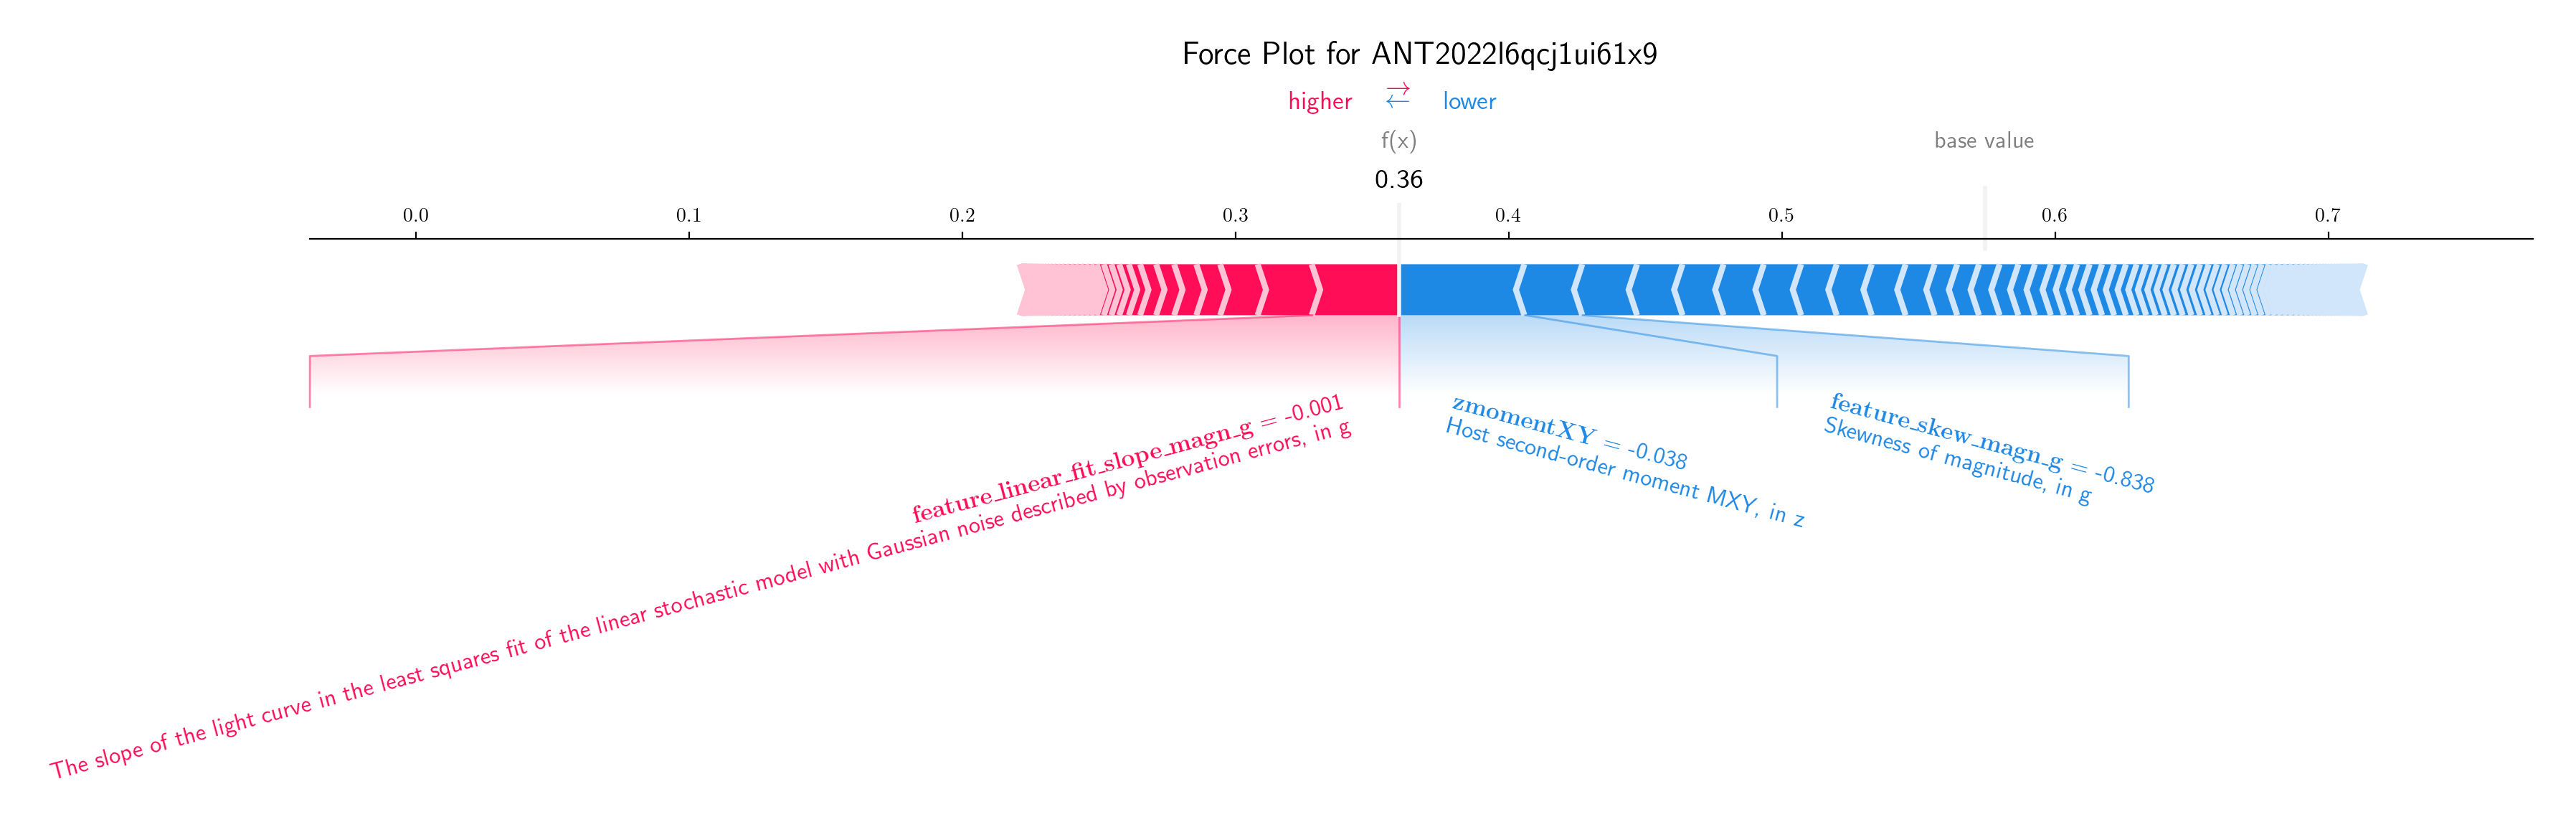 Force Plot for ANT2022l6qcj1ui61x9
higher → ← lower
f(x)
base value
0.36
0.0 0.1 0.2 0.3 0.4 0.5 0.6 0.7
feature_linear_fit_slope_magn_g = -0.001
The slope of the light curve in the least squares fit of the linear stochastic model with Gaussian noise described by observation errors, in g
zmomentXY = -0.038
Host second-order moment MXY, in z
feature_skew_magn_g = -0.838
Skewness of magnitude, in g